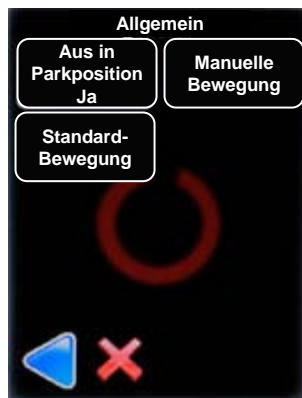 Allgemein
Aus in
Parkposition
Ja
Manuelle
Bewegung
Standard-
Bewegung